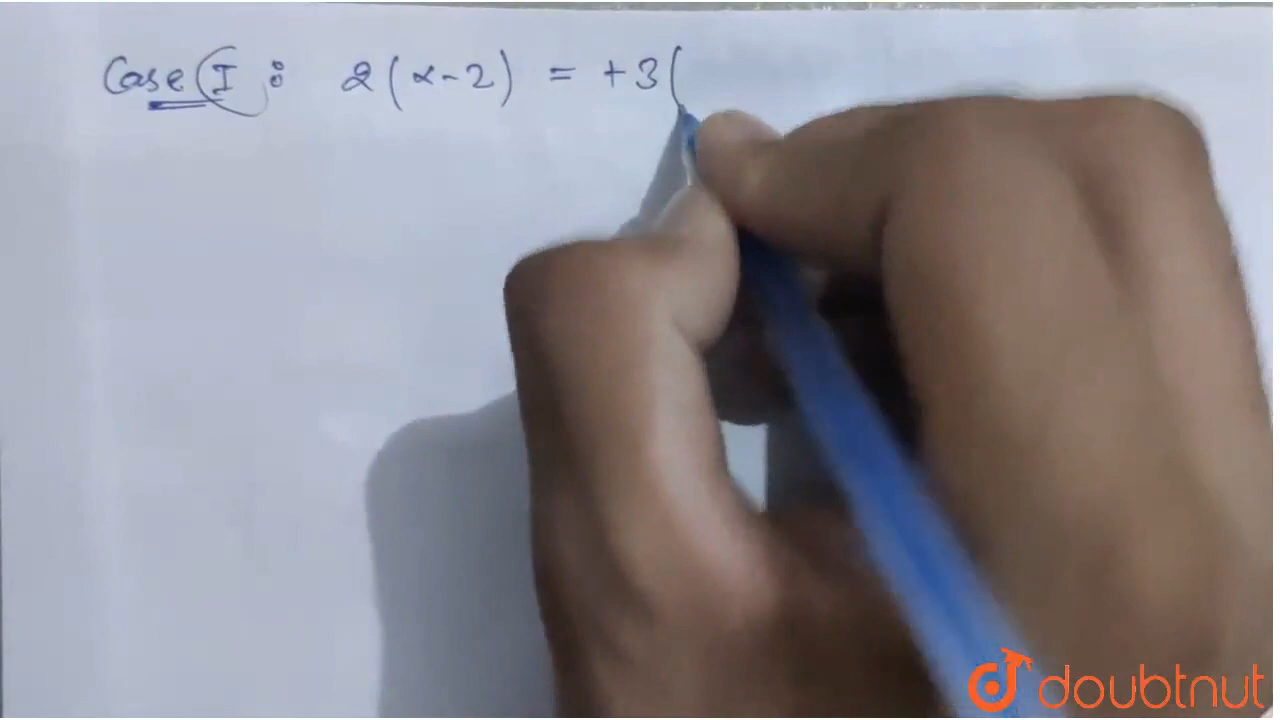 Case (I) : 2(α-2) = +3(
doubtnut